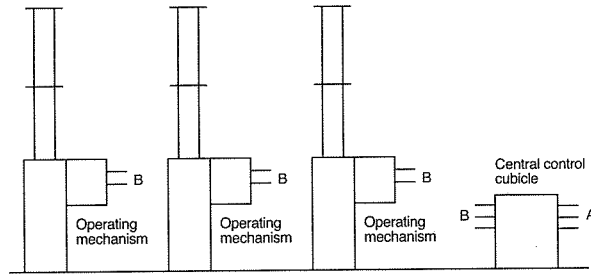 B
Operating
mechanism
B
Operating
mechanism
B
Operating
mechanism
Central control
cubicle
B
A